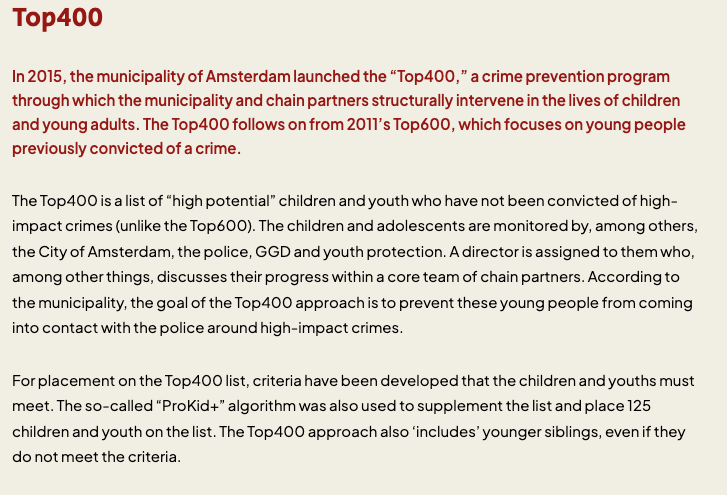 Top400
In 2015, the municipality of Amsterdam launched the “Top400,” a crime prevention program
through which the municipality and chain partners structurally intervene in the lives of children
and young adults. The Top400 follows on from 2011’s Top600, which focuses on young people
previously convicted of a crime.
The Top400 is a list of “high potential” children and youth who have not been convicted of high-
impact crimes (unlike the Top600). The children and adolescents are monitored by, among others,
the City of Amsterdam, the police, GGD and youth protection. A director is assigned to them who,
among other things, discusses their progress within a core team of chain partners. According to
the municipality, the goal of the Top400 approach is to prevent these young people from coming
into contact with the police around high-impact crimes.
For placement on the Top400 list, criteria have been developed that the children and youths must
meet. The so-called “ProKid+” algorithm was also used to supplement the list and place 125
children and youth on the list. The Top400 approach also ‘includes’ younger siblings, even if they
do not meet the criteria.